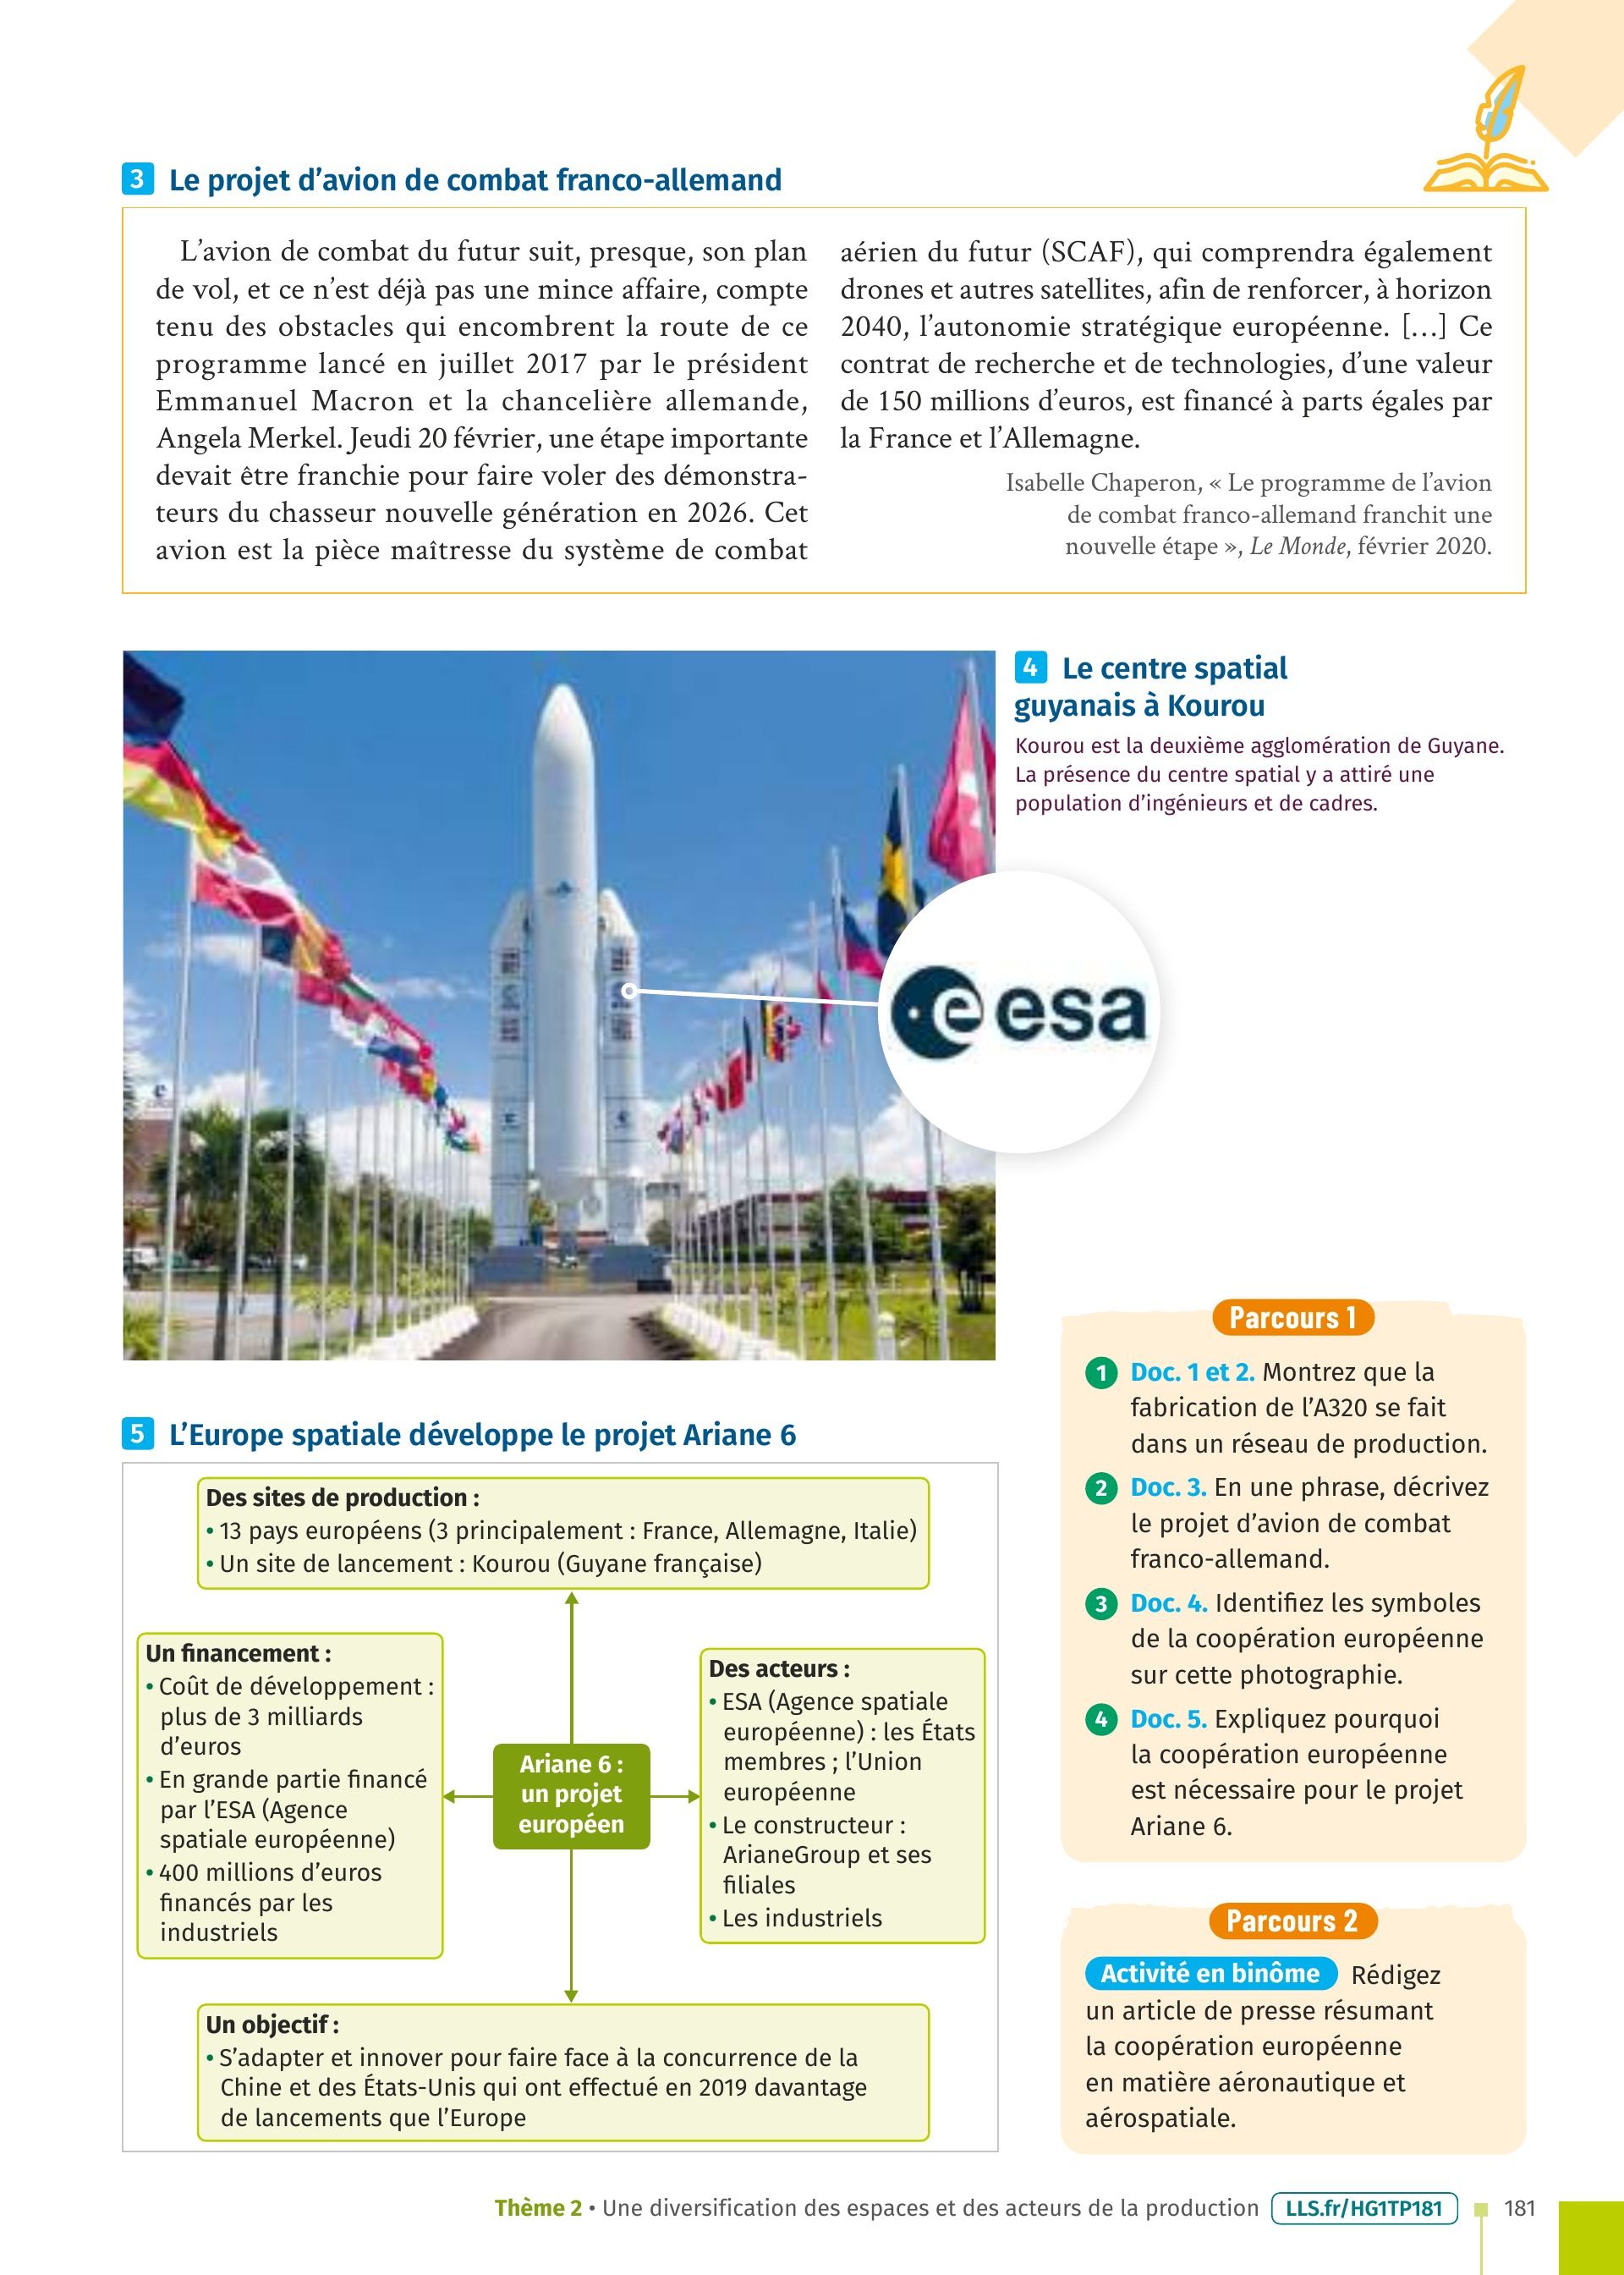 3 Le projet d’avion de combat franco-allemand
L’avion de combat du futur suit, presque, son plan
de vol, et ce n’est déjà pas une mince affaire, compte
tenu des obstacles qui encombrent la route de ce
programme lancé en juillet 2017 par le président
Emmanuel Macron et la chancelière allemande,
Angela Merkel. Jeudi 20 février, une étape importante
devait être franchie pour faire voler des démonstra-
teurs du chasseur nouvelle génération en 2026. Cet
avion est la pièce maîtresse du système de combat
aérien du futur (SCAF), qui comprendra également
drones et autres satellites, afin de renforcer, à horizon
2040, l’autonomie stratégique européenne. […] Ce
contrat de recherche et de technologies, d’une valeur
de 150 millions d’euros, est financé à parts égales par
la France et l’Allemagne.
Isabelle Chaperon, « Le programme de l’avion
de combat franco-allemand franchit une
nouvelle étape », Le Monde, février 2020.
4 Le centre spatial
guyanais à Kourou
Kourou est la deuxième agglomération de Guyane.
La présence du centre spatial y a attiré une
population d’ingénieurs et de cadres.
esa
5 L’Europe spatiale développe le projet Ariane 6
Des sites de production :
• 13 pays européens (3 principalement : France, Allemagne, Italie)
• Un site de lancement : Kourou (Guyane française)
Un financement :
• Coût de développement :
plus de 3 milliards
d’euros
• En grande partie financé
par l’ESA (Agence
spatiale européenne)
• 400 millions d’euros
financés par les
industriels
Ariane 6 :
un projet
européen
Des acteurs :
• ESA (Agence spatiale
européenne) : les États
membres ; l’Union
européenne
• Le constructeur :
ArianeGroup et ses
filiales
• Les industriels
Un objectif :
• S’adapter et innover pour faire face à la concurrence de la
Chine et des États-Unis qui ont effectué en 2019 davantage
de lancements que l’Europe
Parcours 1
1 Doc. 1 et 2. Montrez que la
fabrication de l’A320 se fait
dans un réseau de production.
2 Doc. 3. En une phrase, décrivez
le projet d’avion de combat
franco-allemand.
3 Doc. 4. Identifiez les symboles
de la coopération européenne
sur cette photographie.
4 Doc. 5. Expliquez pourquoi
la coopération européenne
est nécessaire pour le projet
Ariane 6.
Parcours 2
Activité en binôme Rédigez
un article de presse résumant
la coopération européenne
en matière aéronautique et
aérospatiale.
Thème 2 • Une diversification des espaces et des acteurs de la production LLS.fr/HG1TP181 181